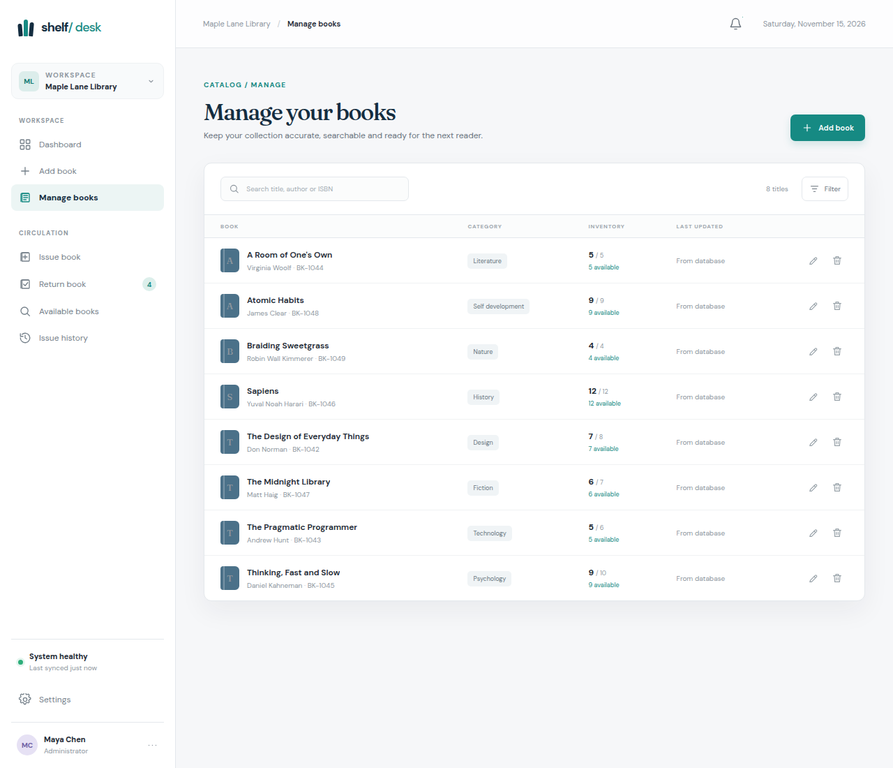 shelf/ desk
Maple Lane Library / Manage books
Saturday, November 15, 2026
ML
WORKSPACE
Maple Lane Library
WORKSPACE
Dashboard
Add book
Manage books
CIRCULATION
Issue book
Return book 4
Available books
Issue history
System healthy
Last synced just now
Settings
MC
Maya Chen
Administrator
CATALOG / MANAGE
Manage your books
Keep your collection accurate, searchable and ready for the next reader.
Add book
Search title, author or ISBN
8 titles
Filter
BOOK CATEGORY INVENTORY LAST UPDATED
A
A Room of One's Own
Virginia Woolf · BK-1044
Literature
5 / 5
5 available
From database
A
Atomic Habits
James Clear · BK-1048
Self development
9 / 9
9 available
From database
B
Braiding Sweetgrass
Robin Wall Kimmerer · BK-1049
Nature
4 / 4
4 available
From database
S
Sapiens
Yuval Noah Harari · BK-1046
History
12 / 12
12 available
From database
T
The Design of Everyday Things
Don Norman · BK-1042
Design
7 / 8
7 available
From database
T
The Midnight Library
Matt Haig · BK-1047
Fiction
6 / 7
6 available
From database
T
The Pragmatic Programmer
Andrew Hunt · BK-1043
Technology
5 / 6
5 available
From database
T
Thinking, Fast and Slow
Daniel Kahneman · BK-1045
Psychology
9 / 10
9 available
From database